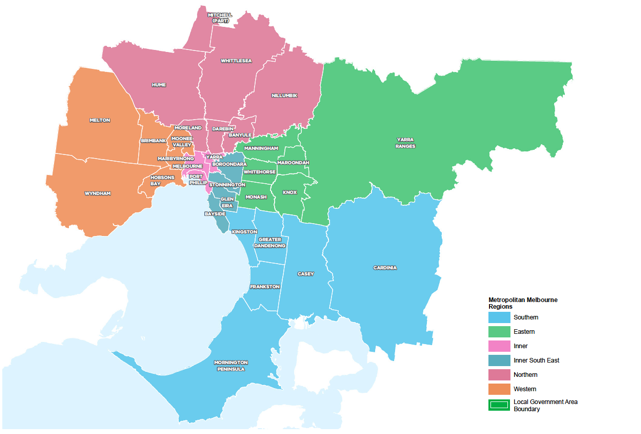 MITCHELL
(PART)
WHITTLESEA
HUME
NILLUMBIK
MELTON
MORELAND
DAREBIN
BANYULE
BRIMBANK
MOONEE
VALLEY
MANNINGHAM
YARRA
RANGES
MARIBYRNONG
YARRA
BOROONDARA
MAROONDAH
MELBOURNE
WHITEHORSE
HOBSONS
BAY
PORT
PHILLIP
STONNINGTON
WYNDHAM
KNOX
GLEN
EIRA
MONASH
BAYSIDE
KINGSTON
GREATER
DANDENONG
CARDINIA
CASEY
FRANKSTON
MORNINGTON
PENINSULA
Metropolitan Melbourne
Regions
Southern
Eastern
Inner
Inner South East
Northern
Western
Local Government Area
Boundary